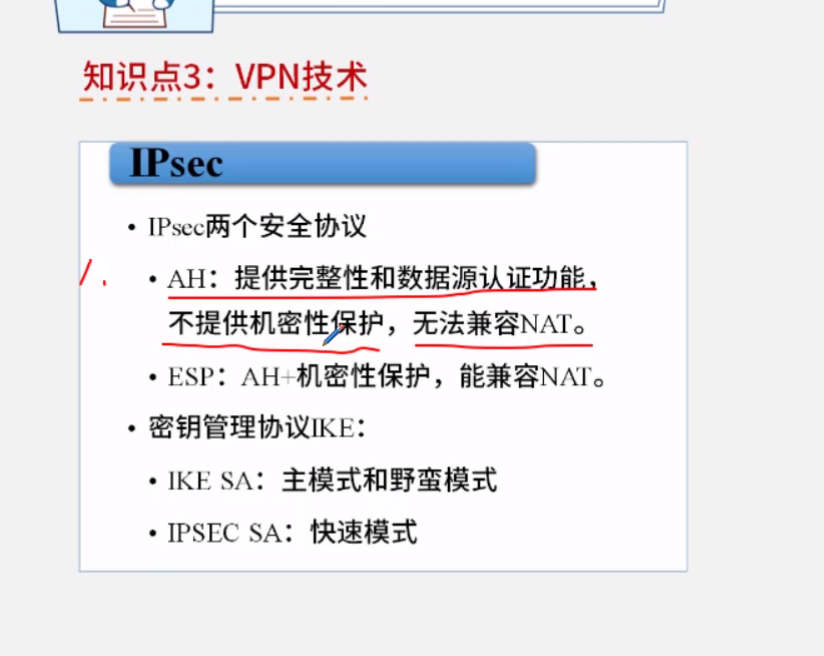 知识点3：VPN技术
IPsec
• IPsec两个安全协议
• AH：提供完整性和数据源认证功能，
不提供机密性保护，无法兼容NAT。
• ESP：AH+机密性保护，能兼容NAT。
• 密钥管理协议IKE：
• IKE SA：主模式和野蛮模式
• IPSEC SA：快速模式